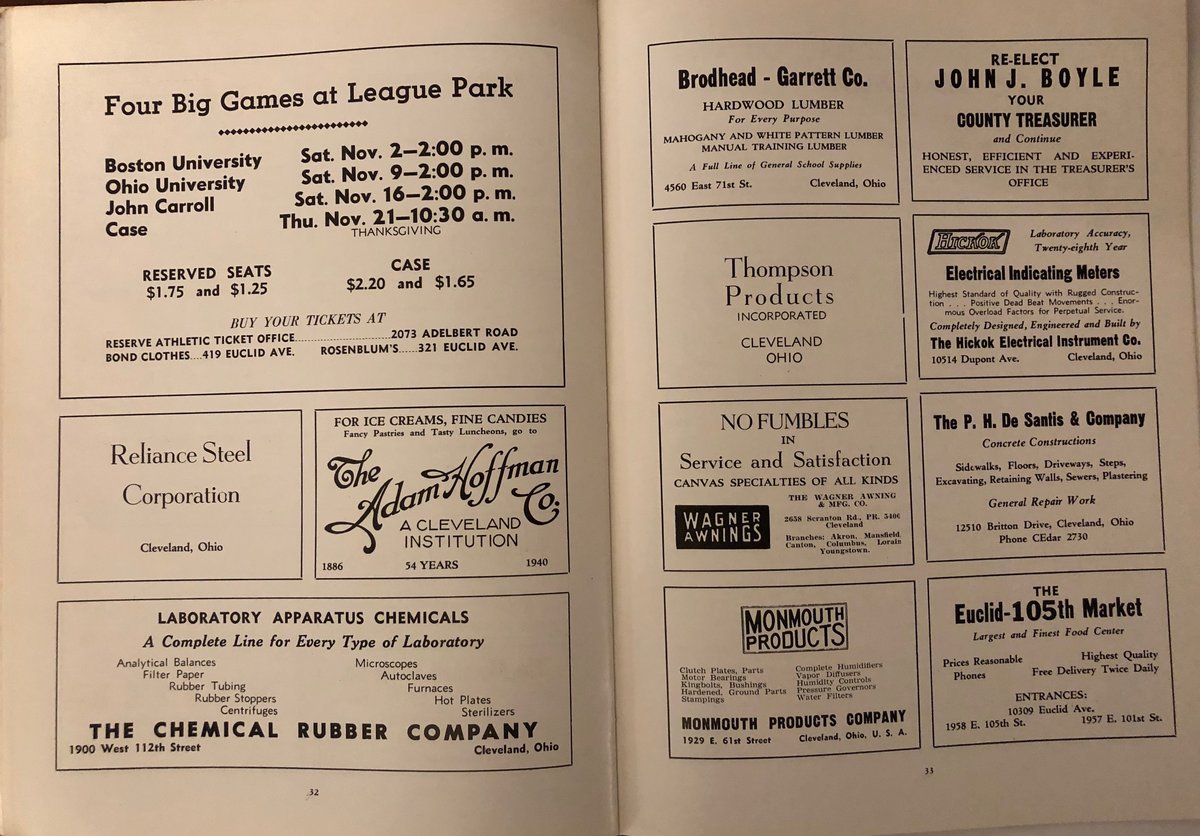 Four Big Games at League Park
Boston University Sat. Nov. 2—2:00 p. m.
Ohio University Sat. Nov. 9—2:00 p. m.
John Carroll Sat. Nov. 16—2:00 p. m.
Case Thu. Nov. 21—10:30 a. m.
THANKSGIVING
RESERVED SEATS
$1.75 and $1.25
CASE
$2.20 and $1.65
BUY YOUR TICKETS AT
RESERVE ATHLETIC TICKET OFFICE..............................2073 ADELBERT ROAD
BOND CLOTHES....419 EUCLID AVE. ROSENBLUM'S......321 EUCLID AVE.
Reliance Steel
Corporation
Cleveland, Ohio
FOR ICE CREAMS, FINE CANDIES
Fancy Pastries and Tasty Luncheons, go to
The
Adam Hoffman
Co.
A CLEVELAND
INSTITUTION
1886 54 YEARS 1940
LABORATORY APPARATUS CHEMICALS
A Complete Line for Every Type of Laboratory
Analytical Balances
Filter Paper
Rubber Tubing
Rubber Stoppers
Centrifuges
Microscopes
Autoclaves
Furnaces
Hot Plates
Sterilizers
THE CHEMICAL RUBBER COMPANY
1900 West 112th Street Cleveland, Ohio
32
Brodhead - Garrett Co.
HARDWOOD LUMBER
For Every Purpose
MAHOGANY AND WHITE PATTERN LUMBER
MANUAL TRAINING LUMBER
A Full Line of General School Supplies
4560 East 71st St. Cleveland, Ohio
RE-ELECT
JOHN J. BOYLE
YOUR
COUNTY TREASURER
and Continue
HONEST, EFFICIENT AND EXPERI-
ENCED SERVICE IN THE TREASURER'S
OFFICE
Thompson
Products
INCORPORATED
CLEVELAND
OHIO
HICKOK
Laboratory Accuracy,
Twenty-eighth Year
Electrical Indicating Meters
Highest Standard of Quality with Rugged Construc-
tion . . . Positive Dead Beat Movements . . . Enor-
mous Overload Factors for Perpetual Service.
Completely Designed, Engineered and Built by
The Hickok Electrical Instrument Co.
10514 Dupont Ave. Cleveland, Ohio
NO FUMBLES
IN
Service and Satisfaction
CANVAS SPECIALTIES OF ALL KINDS
WAGNER
AWNINGS
THE WAGNER AWNING
& MFG. CO.
2658 Scranton Rd., PR. 3400
Cleveland
Branches: Akron, Mansfield
Canton, Columbus, Lorain
Youngstown.
The P. H. De Santis & Company
Concrete Constructions
Sidewalks, Floors, Driveways, Steps,
Excavating, Retaining Walls, Sewers, Plastering
General Repair Work
12510 Britton Drive, Cleveland, Ohio
Phone CEdar 2730
MONMOUTH
PRODUCTS
Clutch Plates, Parts
Motor Bearings
Kingbolts, Bushings
Hardened, Ground Parts
Stampings
Complete Humidifiers
Vapor Diffusers
Humidity Controls
Pressure Governors
Water Filters
MONMOUTH PRODUCTS COMPANY
1929 E. 61st Street Cleveland, Ohio, U. S. A.
THE
Euclid-105th Market
Largest and Finest Food Center
Prices Reasonable Highest Quality
Phones Free Delivery Twice Daily
ENTRANCES:
10309 Euclid Ave.
1958 E. 105th St. 1957 E. 101st St.
33